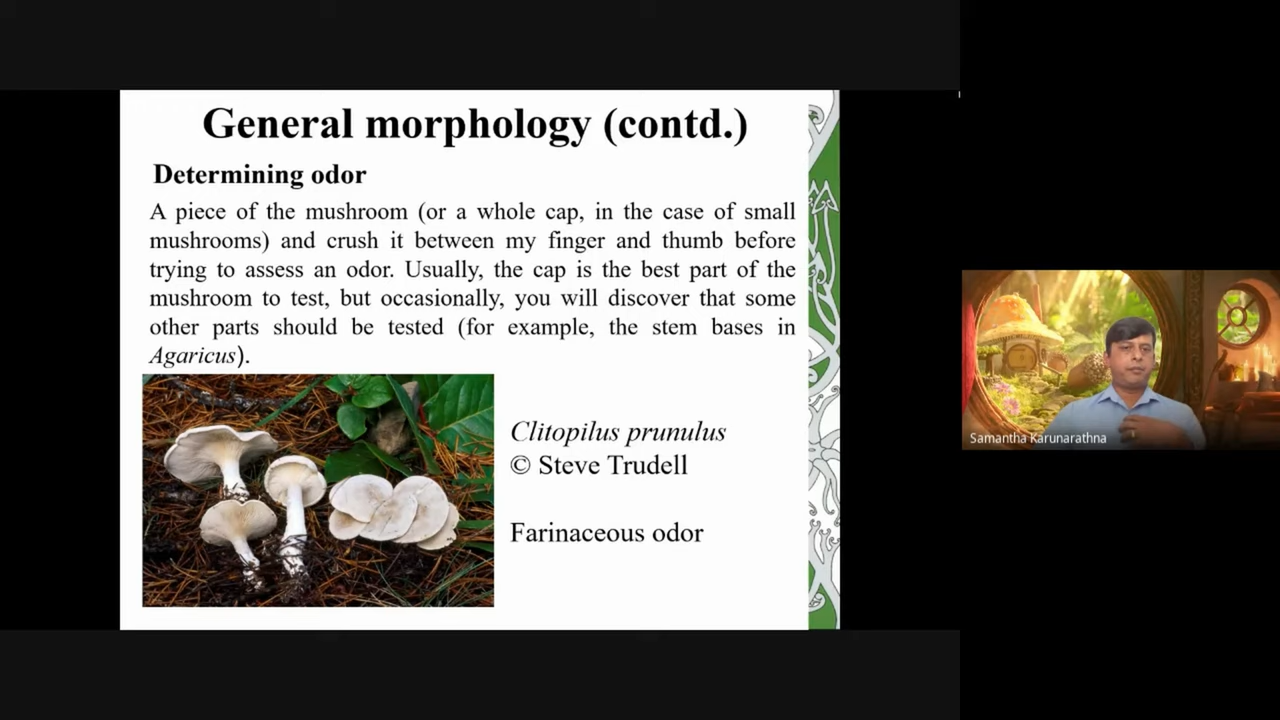 General morphology (contd.)
Determining odor
A piece of the mushroom (or a whole cap, in the case of small
mushrooms) and crush it between my finger and thumb before
trying to assess an odor. Usually, the cap is the best part of the
mushroom to test, but occasionally, you will discover that some
other parts should be tested (for example, the stem bases in
Agaricus).
Clitopilus prunulus
© Steve Trudell
Farinaceous odor
Samantha Karunarathna